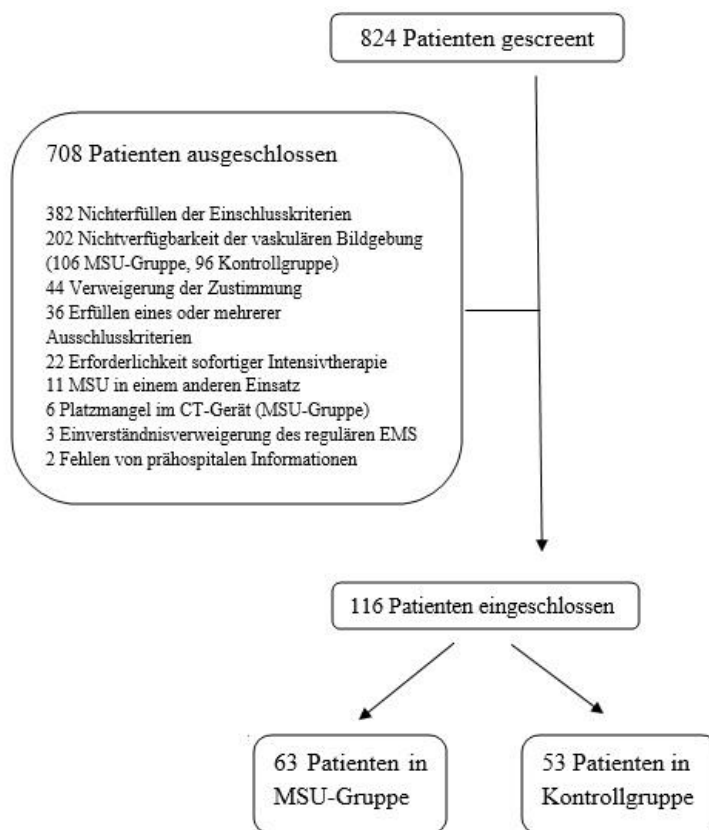 824 Patienten gescreent
708 Patienten ausgeschlossen
382 Nichterfüllen der Einschlusskriterien
202 Nichtverfügbarkeit der vaskulären Bildgebung
(106 MSU-Gruppe, 96 Kontrollgruppe)
44 Verweigerung der Zustimmung
36 Erfüllen eines oder mehrerer
Ausschlusskriterien
22 Erforderlichkeit sofortiger Intensivtherapie
11 MSU in einem anderen Einsatz
6 Platzmangel im CT-Gerät (MSU-Gruppe)
3 Einverständnisverweigerung des regulären EMS
2 Fehlen von prähospitalen Informationen
116 Patienten eingeschlossen
63 Patienten in
MSU-Gruppe
53 Patienten in
Kontrollgruppe